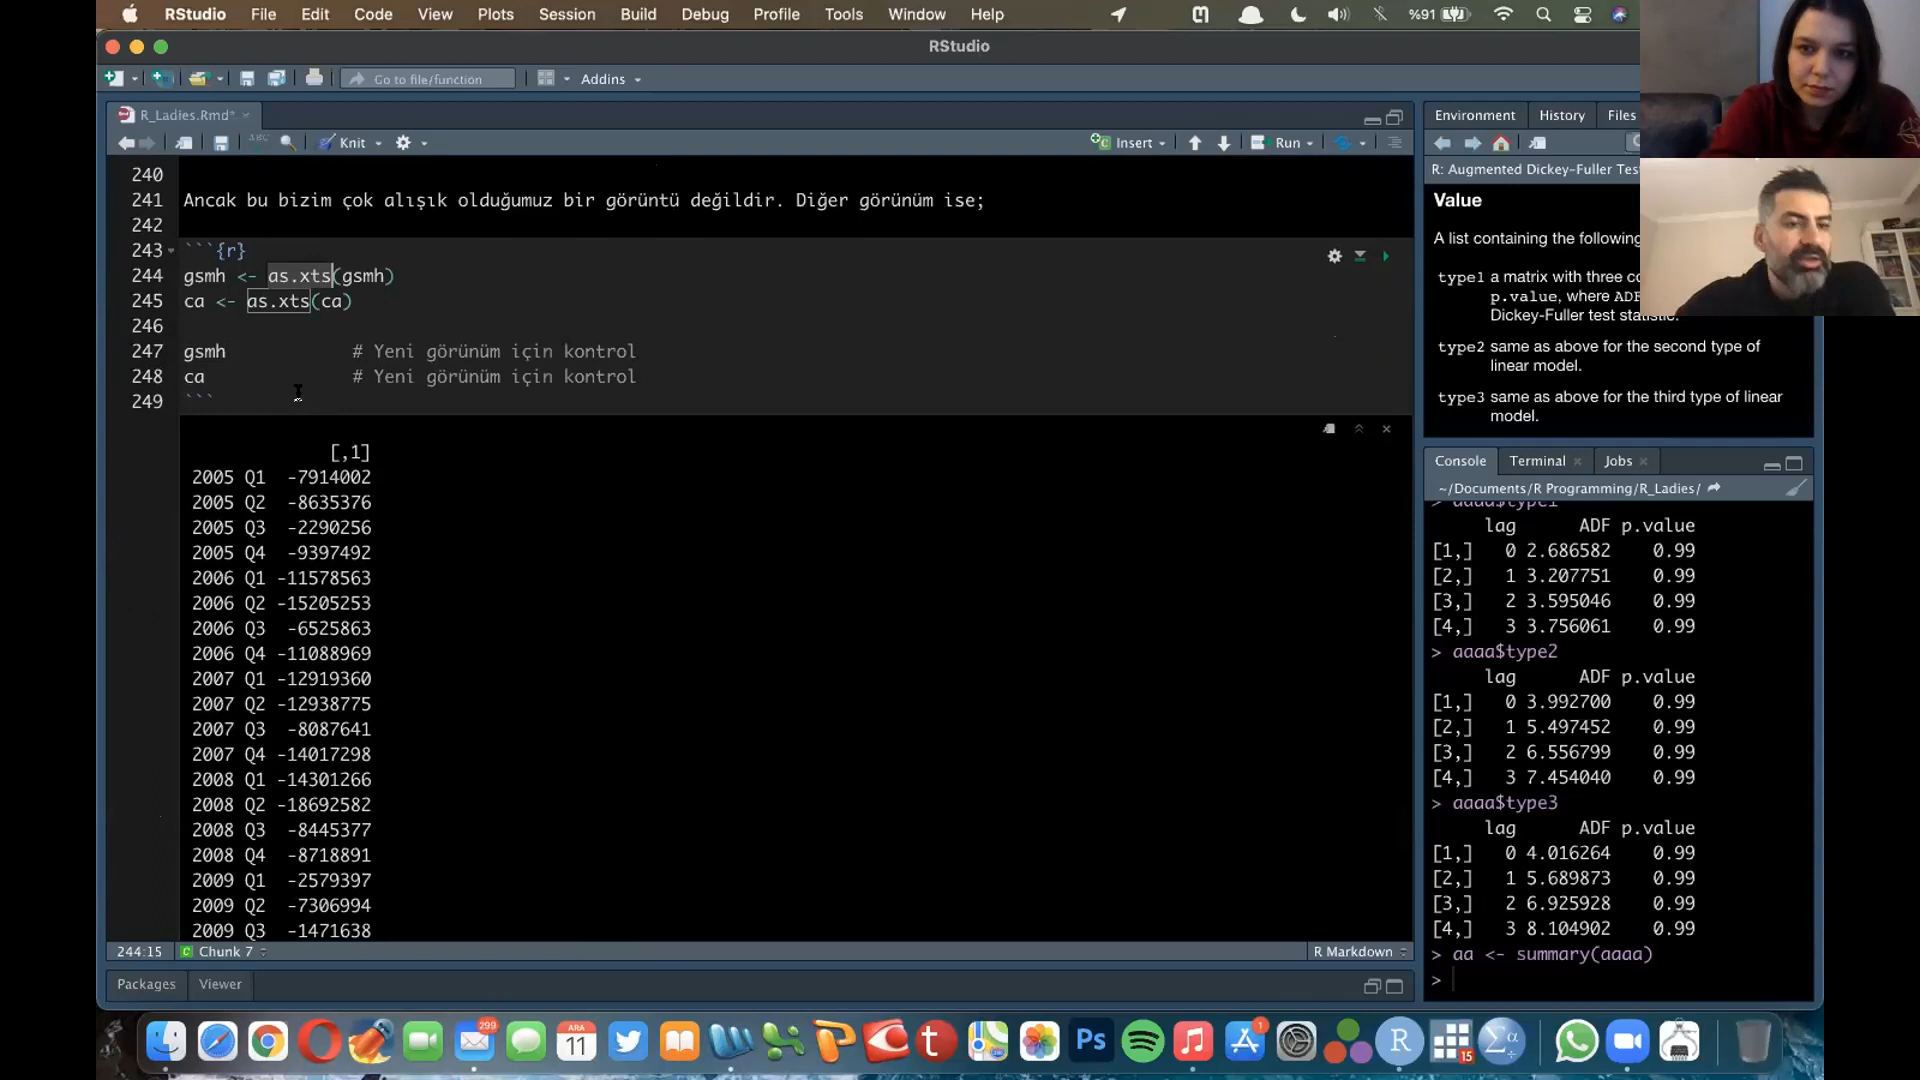 RStudio File Edit Code View Plots Session Build Debug Profile Tools Window Help %91
RStudio
Go to file/function Addins
R_Ladies.Rmd*
ABC Knit Insert Run
240
241 Ancak bu bizim çok alışık olduğumuz bir görüntü değildir. Diğer görünüm ise;
242
243 ```{r}
244 gsmh <- as.xts(gsmh)
245 ca <- as.xts(ca)
246
247 gsmh # Yeni görünüm için kontrol
248 ca # Yeni görünüm için kontrol
249 ```
[,1]
2005 Q1 -7914002
2005 Q2 -8635376
2005 Q3 -2290256
2005 Q4 -9397492
2006 Q1 -11578563
2006 Q2 -15205253
2006 Q3 -6525863
2006 Q4 -11088969
2007 Q1 -12919360
2007 Q2 -12938775
2007 Q3 -8087641
2007 Q4 -14017298
2008 Q1 -14301266
2008 Q2 -18692582
2008 Q3 -8445377
2008 Q4 -8718891
2009 Q1 -2579397
2009 Q2 -7306994
2009 Q3 -1471638
244:15 Chunk 7 R Markdown
Packages Viewer
Environment History Files
R: Augmented Dickey-Fuller Tes
Value
A list containing the following
type1 a matrix with three co
p.value, where ADF
Dickey-Fuller test statistic.
type2 same as above for the second type of
linear model.
type3 same as above for the third type of linear
model.
Console Terminal Jobs
~/Documents/R Programming/R_Ladies/
> aaaa$type1
lag ADF p.value
[1,] 0 2.686582 0.99
[2,] 1 3.207751 0.99
[3,] 2 3.595046 0.99
[4,] 3 3.756061 0.99
> aaaa$type2
lag ADF p.value
[1,] 0 3.992700 0.99
[2,] 1 5.497452 0.99
[3,] 2 6.556799 0.99
[4,] 3 7.454040 0.99
> aaaa$type3
lag ADF p.value
[1,] 0 4.016264 0.99
[2,] 1 5.689873 0.99
[3,] 2 6.925928 0.99
[4,] 3 8.104902 0.99
> aa <- summary(aaaa)
>
299
ARA
11
t
Ps
1
R
15
Σα